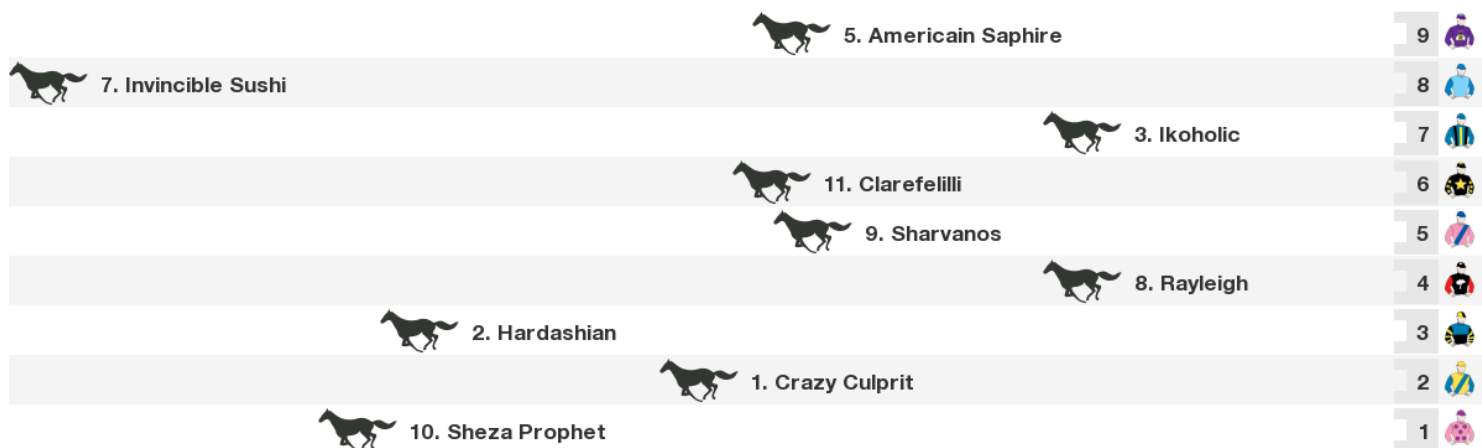 5. Americain Saphire 9
7. Invincible Sushi 8
3. Ikoholic 7
11. Clarefelilli 6
9. Sharvanos 5
8. Rayleigh 4
2. Hardashian 3
1. Crazy Culprit 2
10. Sheza Prophet 1